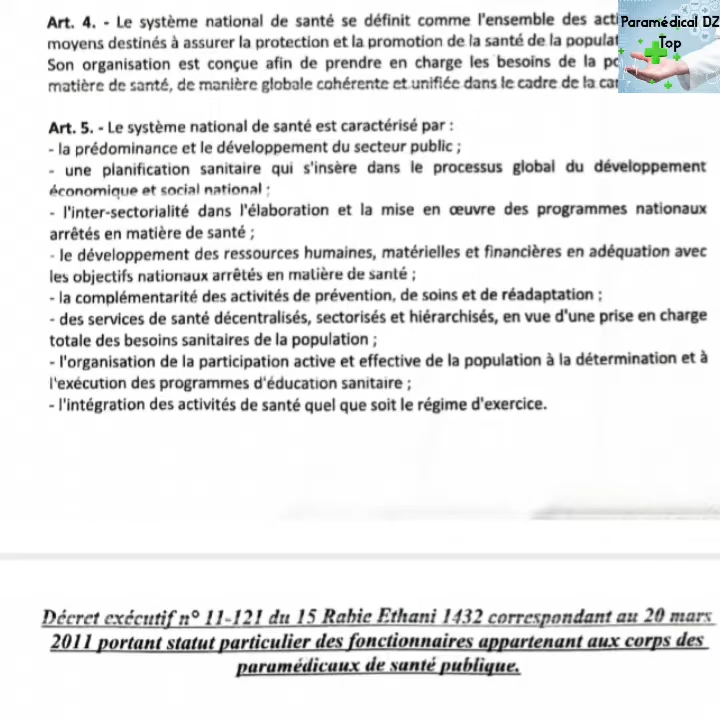 Art. 4. - Le système national de santé se définit comme l'ensemble des
Paramédical DZ
Top
moyens destinés à assurer la protection et la promotion de la santé de la
Son organisation est conçue afin de prendre en charge les besoins de la
matière de santé, de manière globale cohérente et unifiée dans le cadre de la
Art. 5. - Le système national de santé est caractérisé par :
- la prédominance et le développement du secteur public ;
- une planification sanitaire qui s'insère dans le processus global du développement
économique et social national ;
- l'inter-sectorialité dans l'élaboration et la mise en œuvre des programmes nationaux
arrêtés en matière de santé ;
- le développement des ressources humaines, matérielles et financières en adéquation avec
les objectifs nationaux arrêtés en matière de santé ;
- la complémentarité des activités de prévention, de soins et de réadaptation ;
- des services de santé décentralisés, sectorisés et hiérarchisés, en vue d'une prise en charge
totale des besoins sanitaires de la population ;
- l'organisation de la participation active et effective de la population à la détermination et à
l'exécution des programmes d'éducation sanitaire ;
- l'intégration des activités de santé quel que soit le régime d'exercice.
Décret exécutif n° 11-121 du 15 Rabie Ethani 1432 correspondant au 20 mars
2011 portant statut particulier des fonctionnaires appartenant aux corps des
paramédicaux de santé publique.